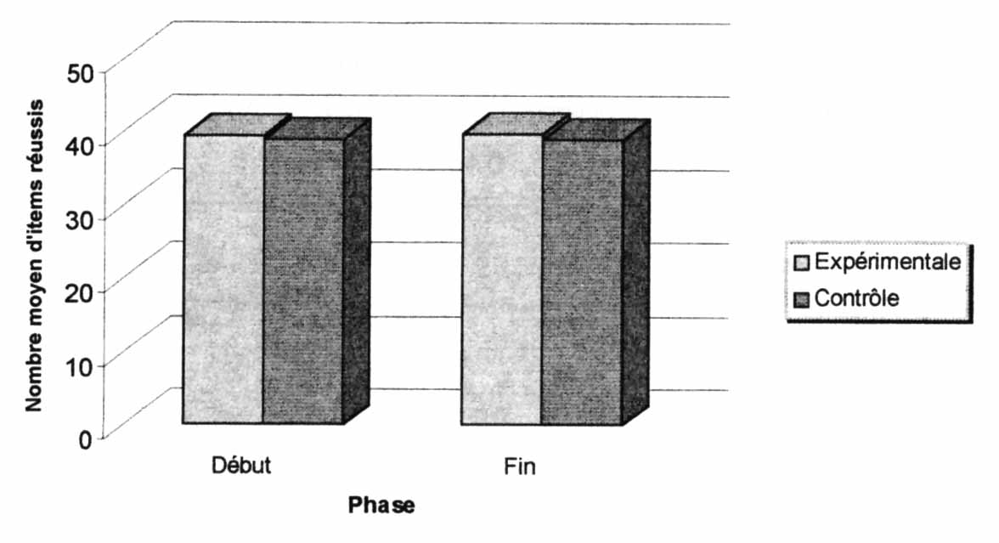 Nombre moyen d'items réussis
50
40
30
20
10
0
Début
Fin
Phase
Expérimentale
Contrôle